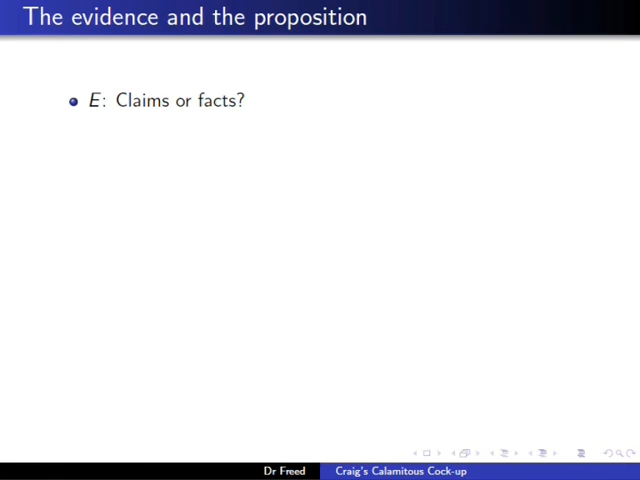 The evidence and the proposition
E: Claims or facts?
Dr Freed Craig's Calamitous Cock-up